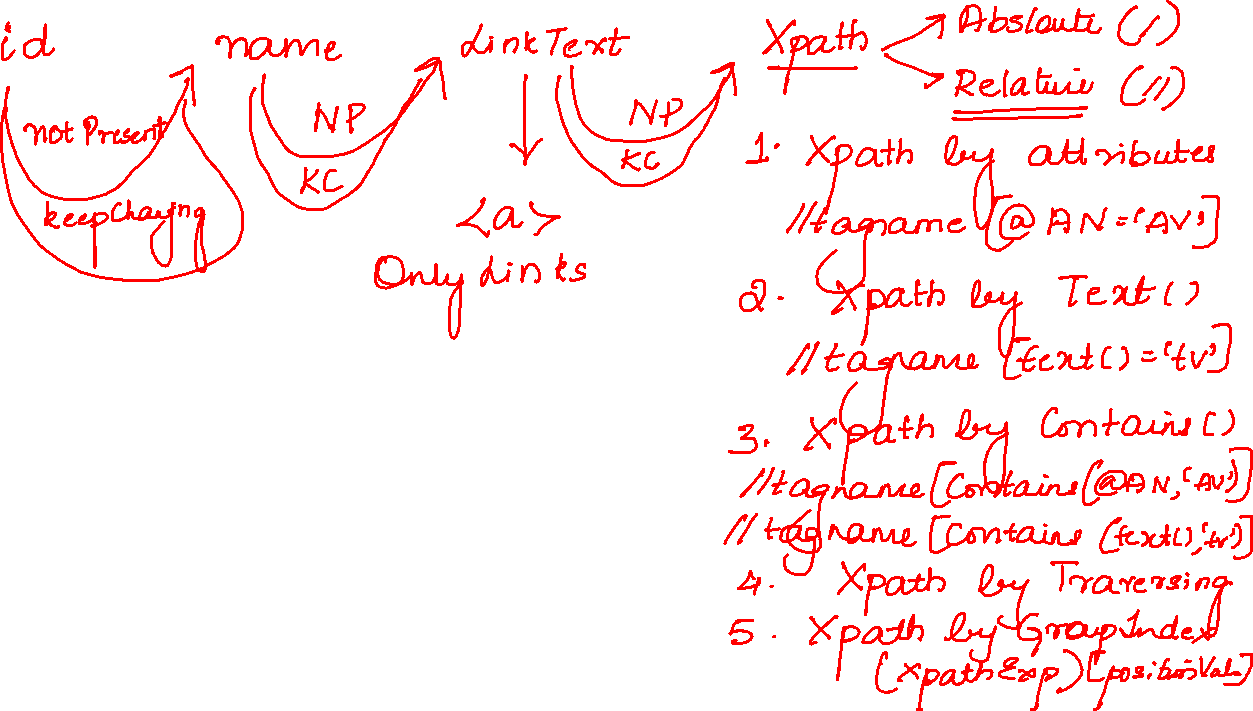 id
not Present
keepChaying
name
NP
KC
LinkText
<a>
Only Links
NP
KC
Xpath
Abslaute (/)
Relative (//)
1. Xpath by attributes
//tagname [@ AN='AV']
2. Xpath by Text()
//tagname [text()='tv']
3. Xpath by Contains()
//tagname[Contains(@AN,'AV')]
//tagname [Contains (text(),'tv')]
4. Xpath by Traversing
5. Xpath by GroupIndex
(xpathExp)[positionVal]